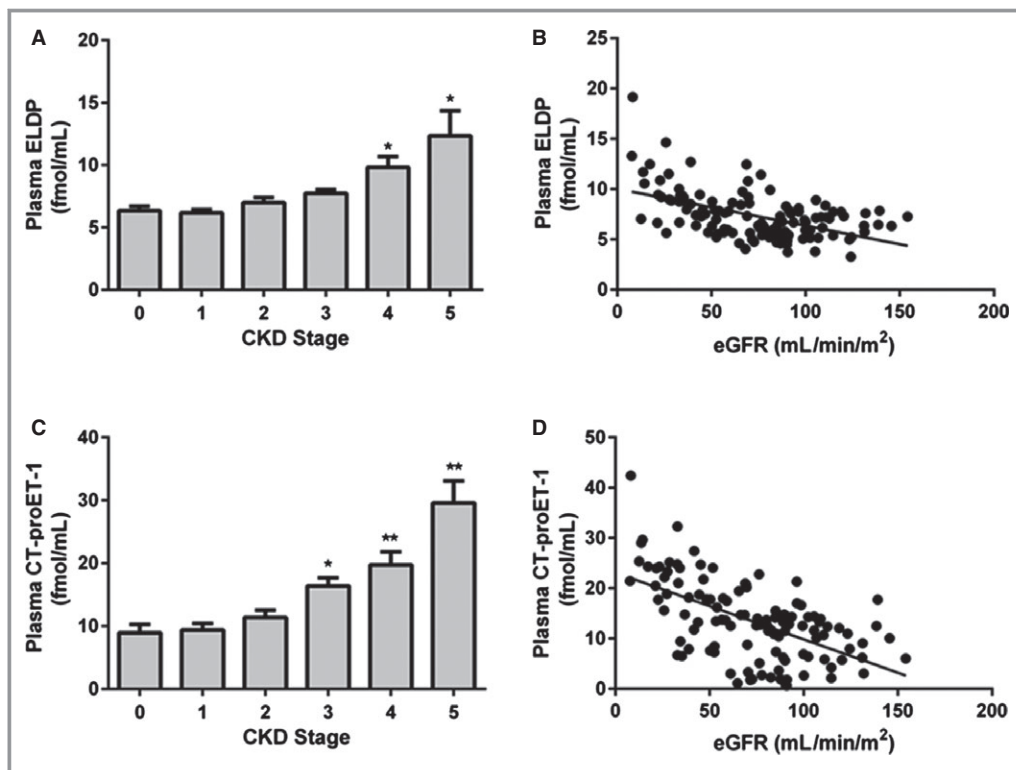 A
Plasma ELDP
(fmol/mL)
20
15
10
5
0
*
*
0 1 2 3 4 5
CKD Stage
B
Plasma ELDP
(fmol/mL)
25
20
15
10
5
0
0 50 100 150 200
eGFR (mL/min/m²)
C
Plasma CT-proET-1
(fmol/mL)
40
30
20
10
0
*
**
**
0 1 2 3 4 5
CKD Stage
D
Plasma CT-proET-1
(fmol/mL)
50
40
30
20
10
0
0 50 100 150 200
eGFR (mL/min/m²)